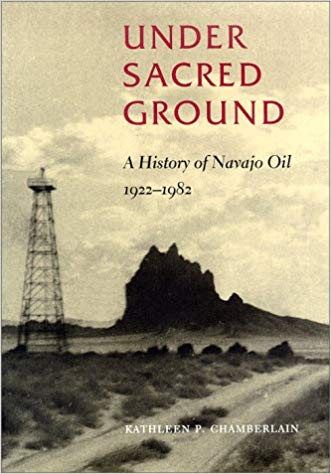 UNDER
SACRED
GROUND
A History of Navajo Oil
1922–1982
KATHLEEN P. CHAMBERLAIN